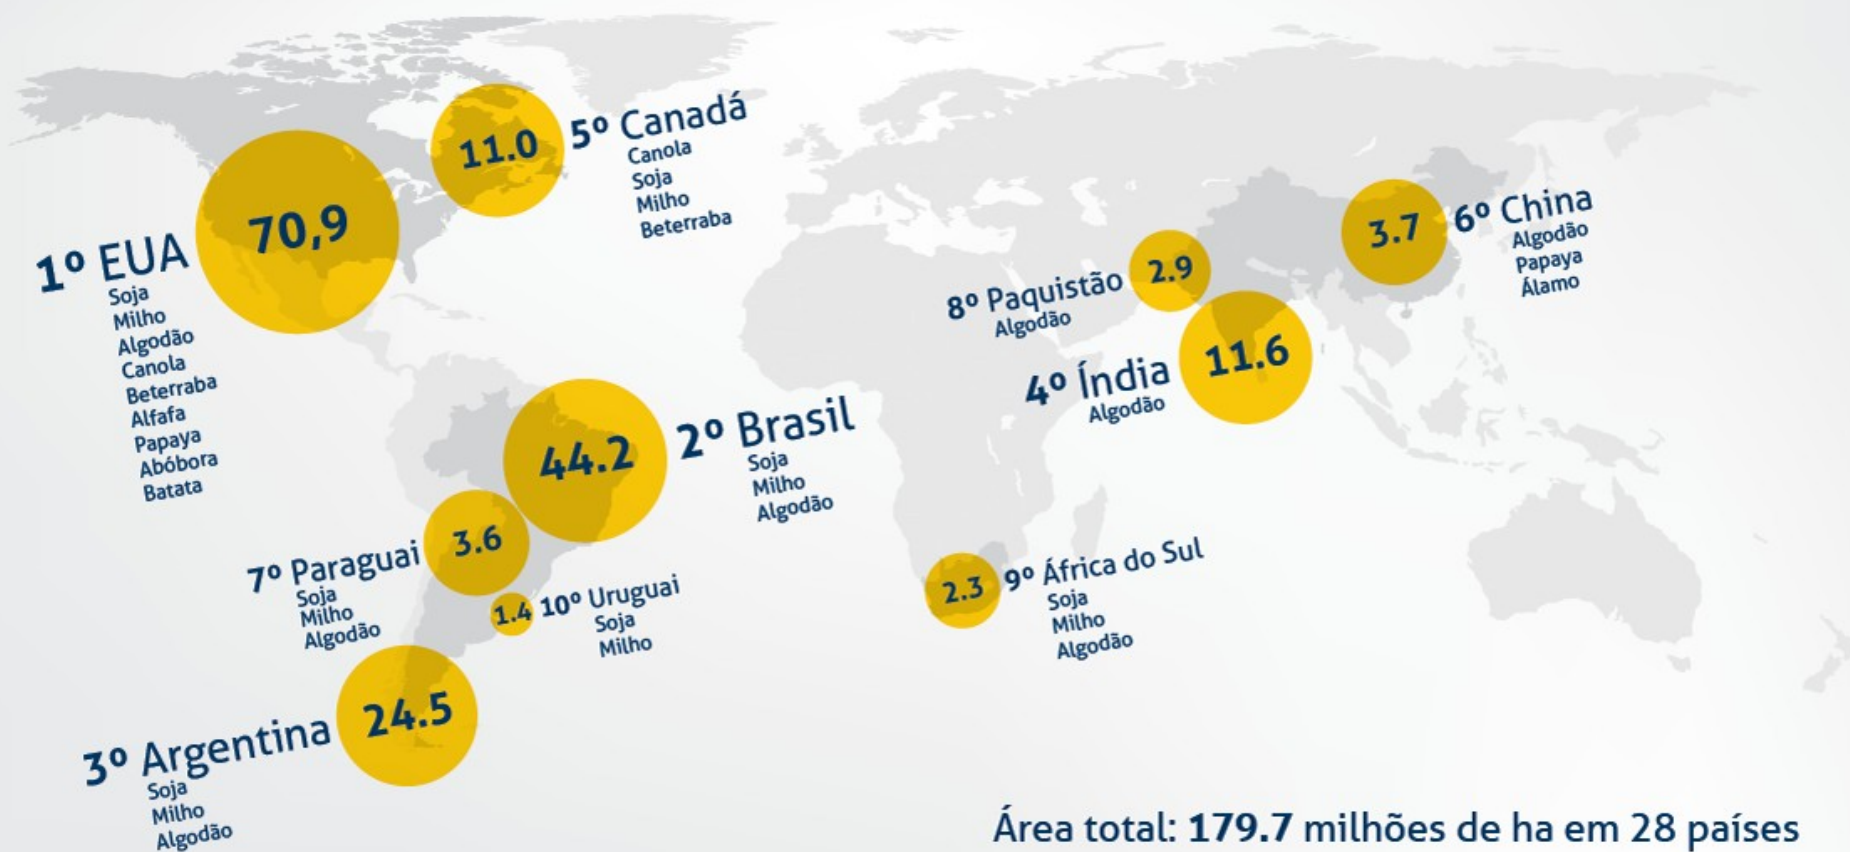 11.0
5º Canadá
Canola
Soja
Milho
Beterraba
70,9
1º EUA
Soja
Milho
Algodão
Canola
Beterraba
Alfafa
Papaya
Abóbora
Batata
3.7
6º China
Algodão
Papaya
Álamo
2.9
8º Paquistão
Algodão
11.6
4º Índia
Algodão
44.2
2º Brasil
Soja
Milho
Algodão
3.6
7º Paraguai
Soja
Milho
Algodão
1.4
10º Uruguai
Soja
Milho
2.3
9º África do Sul
Soja
Milho
Algodão
24.5
3º Argentina
Soja
Milho
Algodão
Área total: 179.7 milhões de ha em 28 países